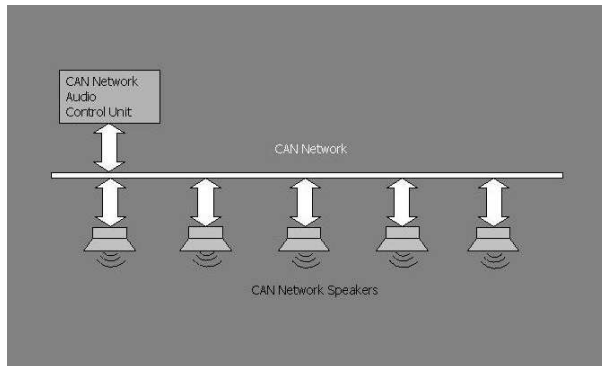 CAN Network
Audio
Control Unit
CAN Network
CAN Network Speakers